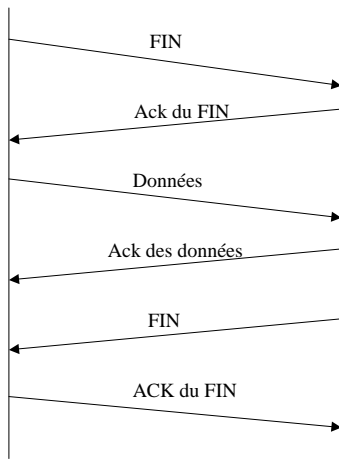 FIN
Ack du FIN
Données
Ack des données
FIN
ACK du FIN